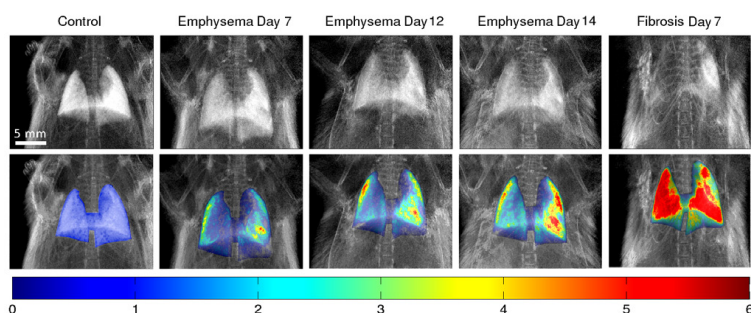 Control Emphysema Day 7 Emphysema Day 12 Emphysema Day 14 Fibrosis Day 7
5 mm
0 1 2 3 4 5 6